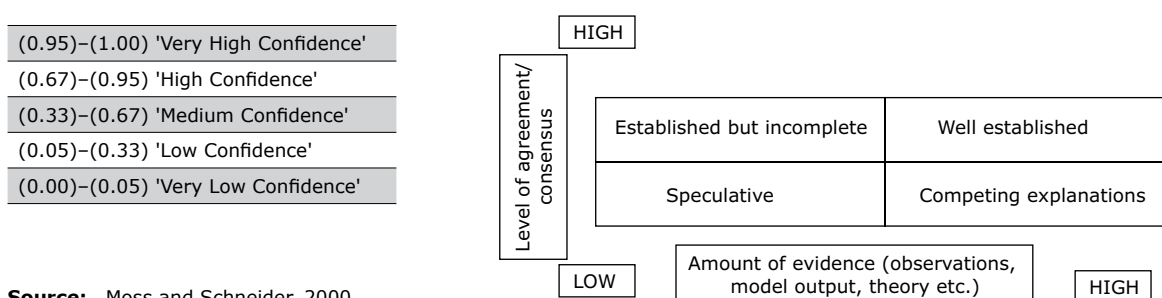 (0.95)–(1.00) 'Very High Confidence'
(0.67)–(0.95) 'High Confidence'
(0.33)–(0.67) 'Medium Confidence'
(0.05)–(0.33) 'Low Confidence'
(0.00)–(0.05) 'Very Low Confidence'
Source: Moss and Schneider, 2000
HIGH
Level of agreement/
consensus
Established but incomplete
Well established
Speculative
Competing explanations
LOW
Amount of evidence (observations,
model output, theory etc.)
HIGH